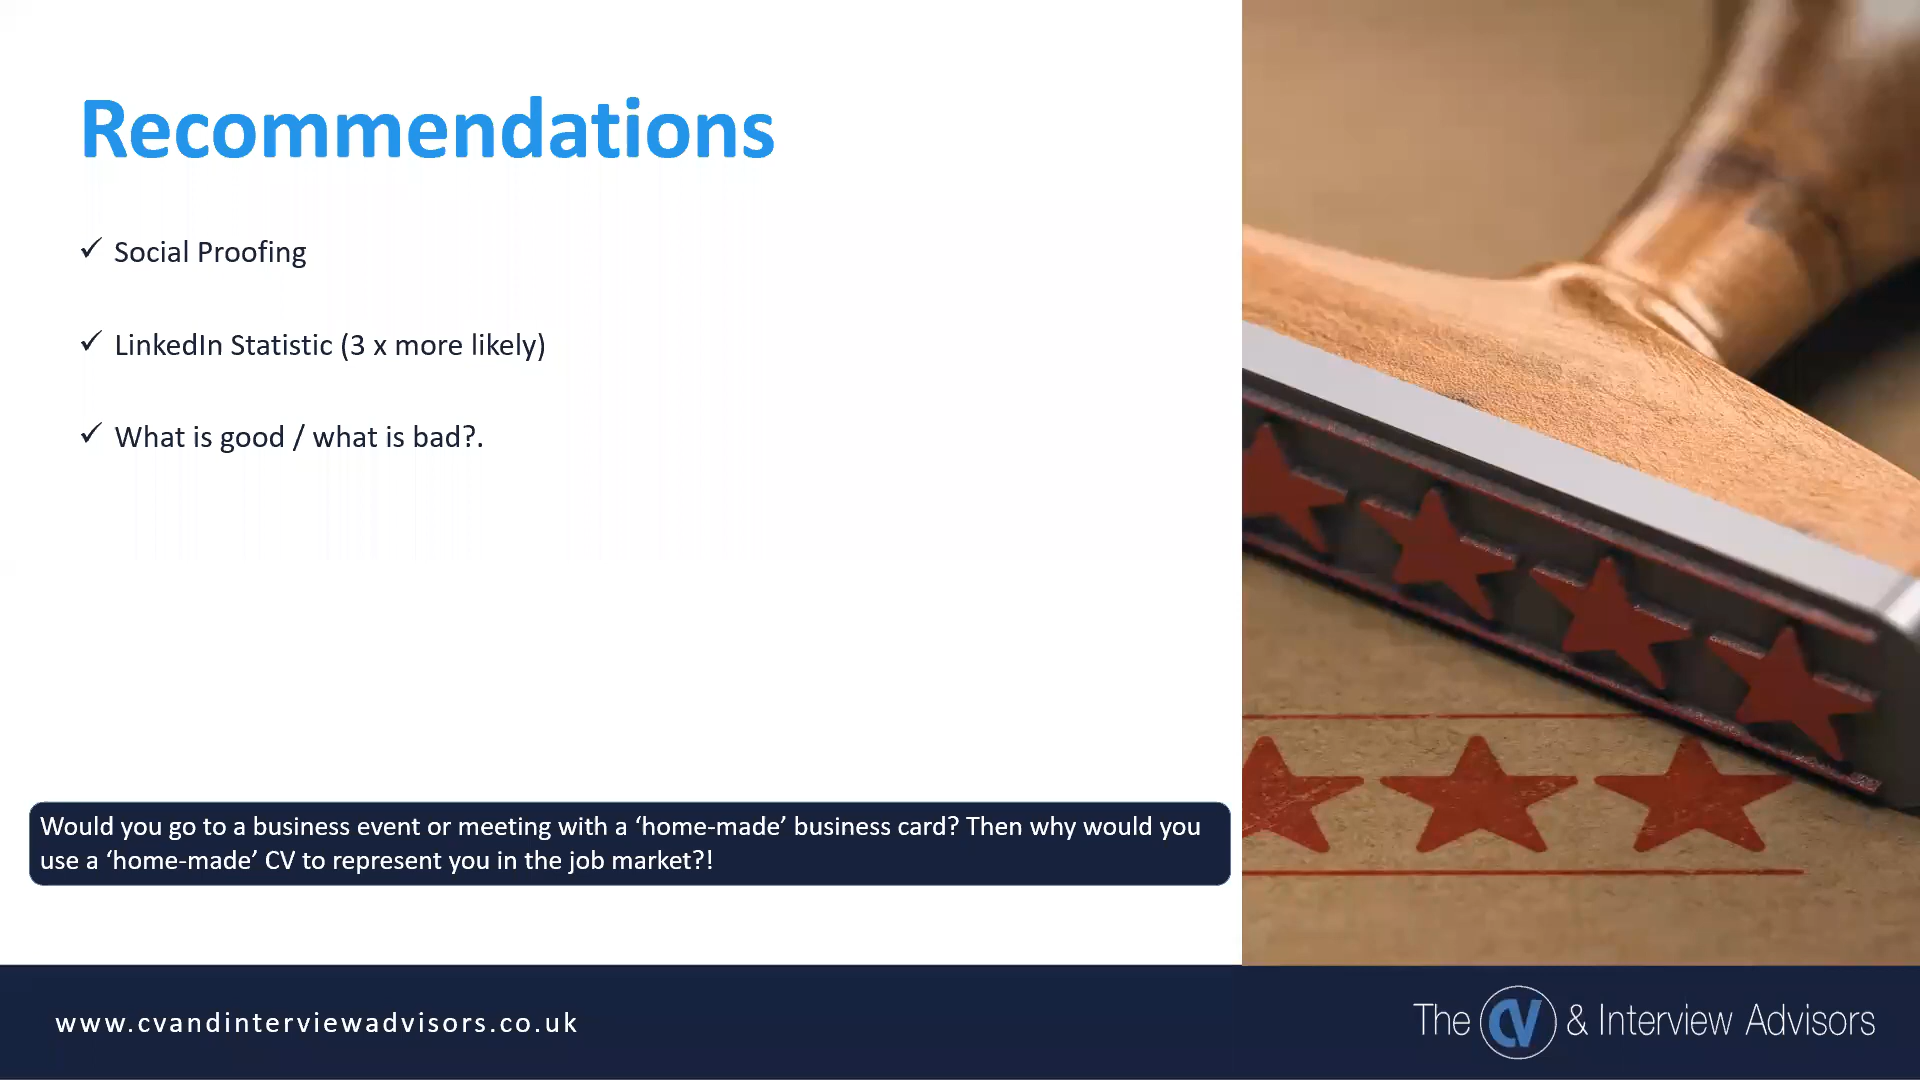 Recommendations
Social Proofing
LinkedIn Statistic (3 x more likely)
What is good / what is bad?.
Would you go to a business event or meeting with a ‘home-made’ business card? Then why would you
use a ‘home-made’ CV to represent you in the job market?!
www.cvandinterviewadvisors.co.uk
The CV & Interview Advisors